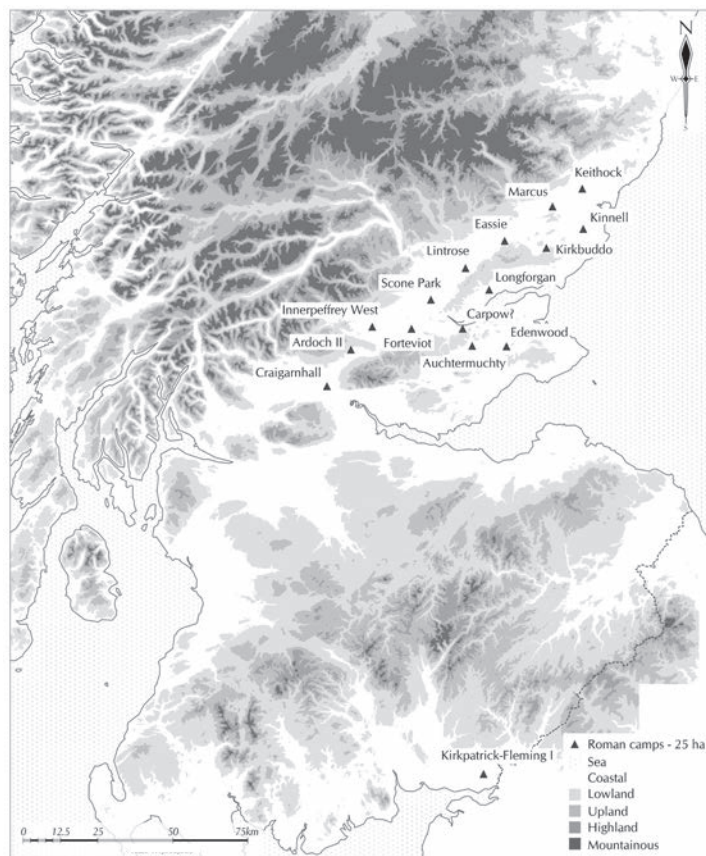 N
W
E
S
Keithock
Marcus
Kinnell
Eassie
Kirkbuddo
Lintrose
Longforgan
Scone Park
Innerpeffrey West
Carpow?
Edenwood
Ardoch II
Forteviot
Auchtermuchty
Craigarnhall
Kirkpatrick-Fleming I
Roman camps - 25 ha
Sea
Coastal
Lowland
Upland
Highland
Mountainous
0 12.5 25 50 75km